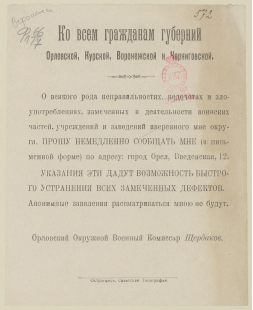 572
Ко всем гражданам губерний
Орловской, Курской, Воронежской и Черниговской.
О всякого рода неправильностях, недочетах и зло-
употреблениях, замеченных в деятельности воинских
частей, учреждений и заведений вверенного мне окру-
га, ПРОШУ НЕМЕДЛЕННО СООБЩАТЬ МНЕ (в пись-
менной форме) по адресу: город Орел, Введенская, 12.
УКАЗАНИЯ ЭТИ ДАДУТ ВОЗМОЖНОСТЬ БЫСТРО-
ГО УСТРАНЕНИЯ ВСЕХ ЗАМЕЧЕННЫХ ДЕФЕКТОВ.
Анонимные заявления рассматриваться мною не будут.
Орловский Окружной Военный Комиссар Щербаков.